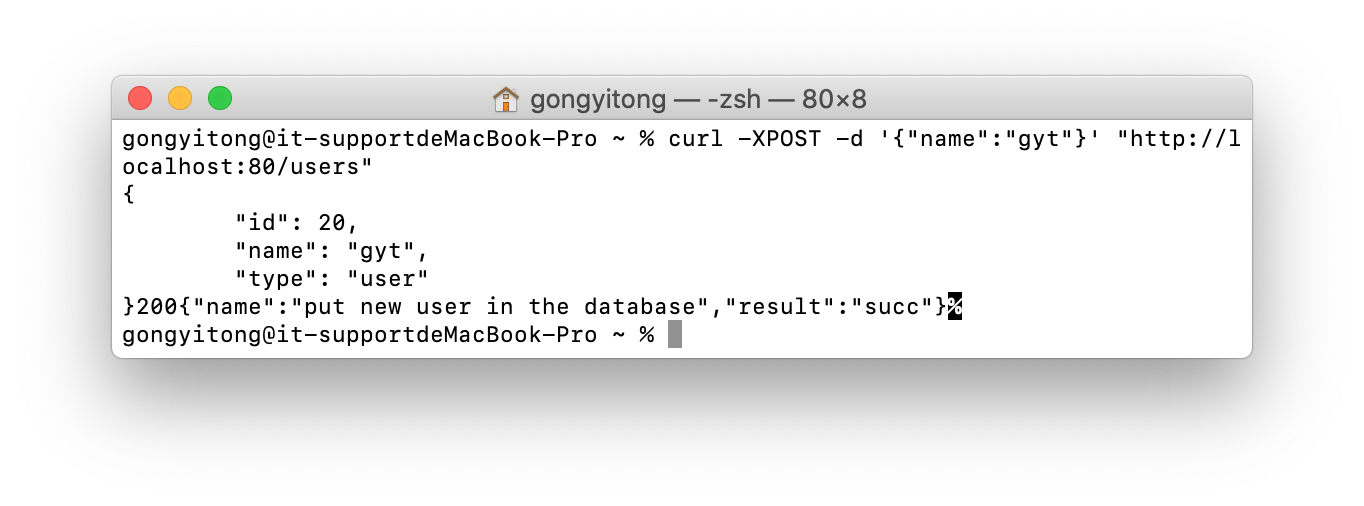 gongyitong — -zsh — 80×8
gongyitong@it-supportdeMacBook-Pro ~ % curl -XPOST -d '{"name":"gyt"}' "http://l
ocalhost:80/users"
{
        "id": 20,
        "name": "gyt",
        "type": "user"
}200{"name":"put new user in the database","result":"succ"}%
gongyitong@it-supportdeMacBook-Pro ~ %